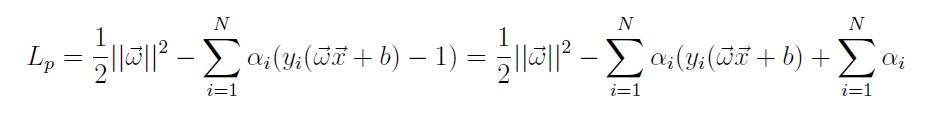 L_p = \frac{1}{2}||\vec{\omega}||^2 - \sum_{i=1}^{N} \alpha_i(y_i(\vec{\omega}\vec{x} + b) - 1) = \frac{1}{2}||\vec{\omega}||^2 - \sum_{i=1}^{N} \alpha_i(y_i(\vec{\omega}\vec{x} + b) + \sum_{i=1}^{N} \alpha_i